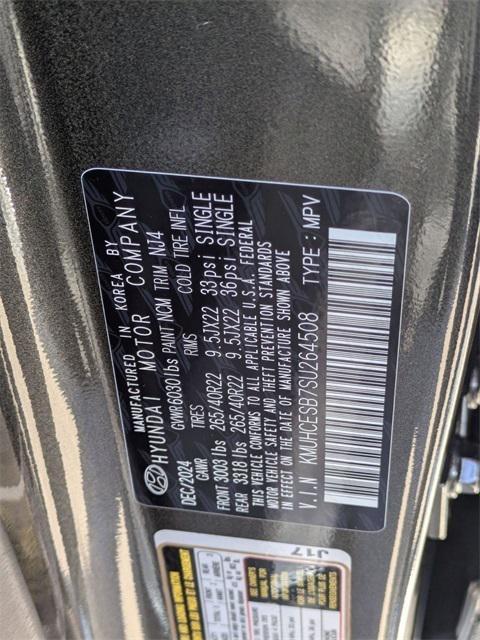 MANUFACTURED IN KOREA BY
HYUNDAI MOTOR COMPANY
DEC/2024 GVWR 6030 lbs PAINT NCM TRIM NJ4
GAWR TIRES RIMS COLD TIRE INFL
FRONT 3003 lbs 265/40R22 9.5JX22 33psi SINGLE
REAR 3318 lbs 265/40R22 9.5JX22 36psi SINGLE
THIS VEHICLE CONFORMS TO ALL APPLICABLE U.S.A. FEDERAL
MOTOR VEHICLE SAFETY AND THEFT PREVENTION STANDARDS
IN EFFECT ON THE DATE OF MANUFACTURE SHOWN ABOVE
V.I.N KMUHCESB7SU264508 TYPE: MPV
J17